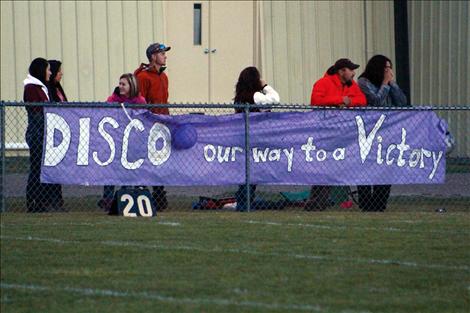 DISCO our way to a Victory
20